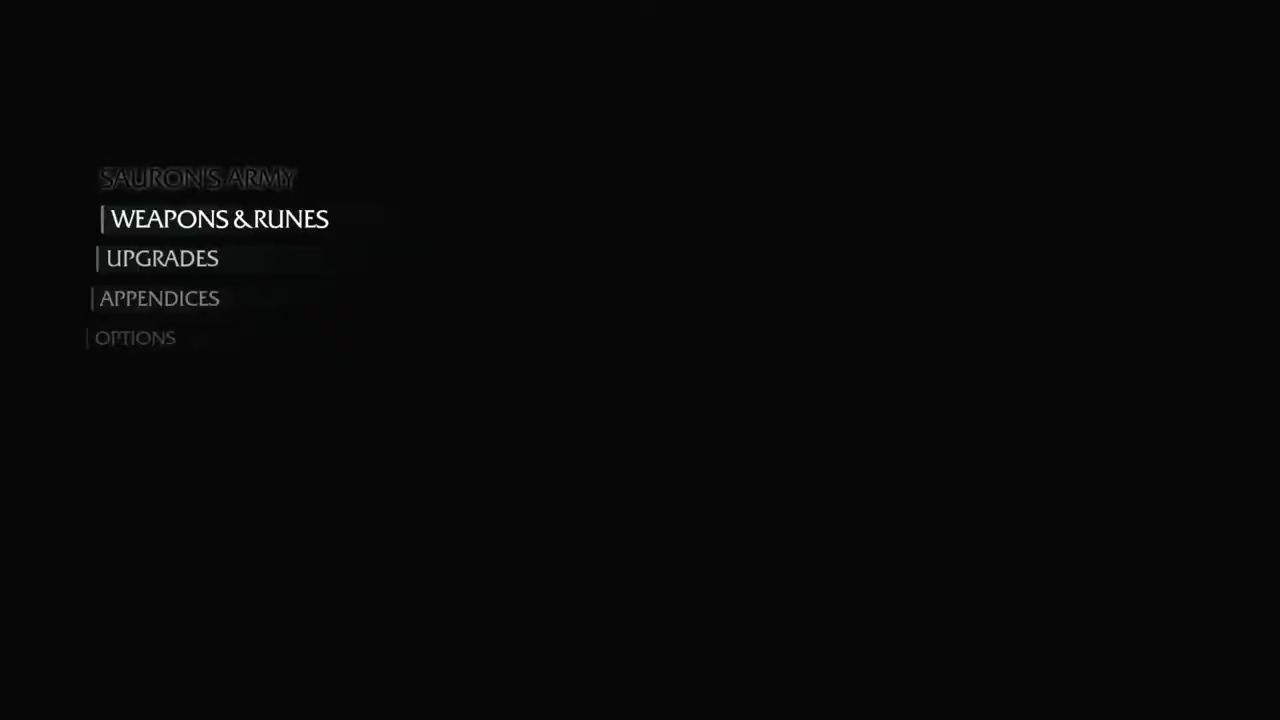 SAURON'S ARMY
WEAPONS & RUNES
UPGRADES
APPENDICES
OPTIONS